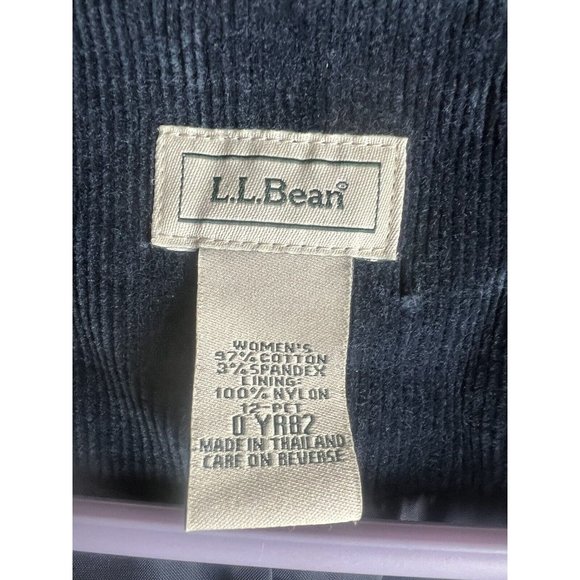 L.L.Bean®
WOMEN'S
97% COTTON
3% SPANDEX
LINING:
100% NYLON
12-PET
0 YR82
MADE IN THAILAND
CARE ON REVERSE